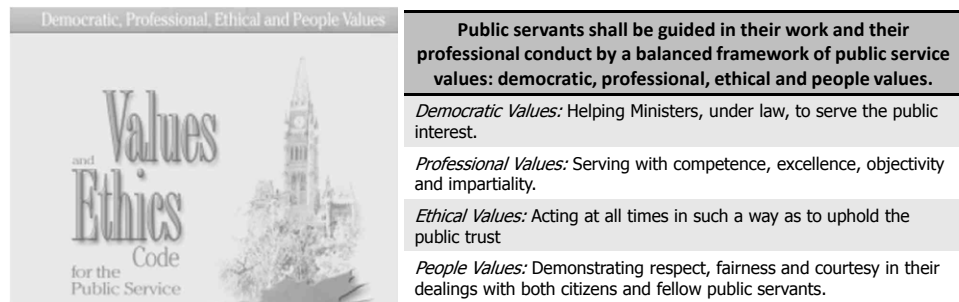 Democratic, Professional, Ethical and People Values
Values
and
Ethics
Code
for the
Public Service
Public servants shall be guided in their work and their
professional conduct by a balanced framework of public service
values: democratic, professional, ethical and people values.
Democratic Values: Helping Ministers, under law, to serve the public
interest.
Professional Values: Serving with competence, excellence, objectivity
and impartiality.
Ethical Values: Acting at all times in such a way as to uphold the
public trust
People Values: Demonstrating respect, fairness and courtesy in their
dealings with both citizens and fellow public servants.